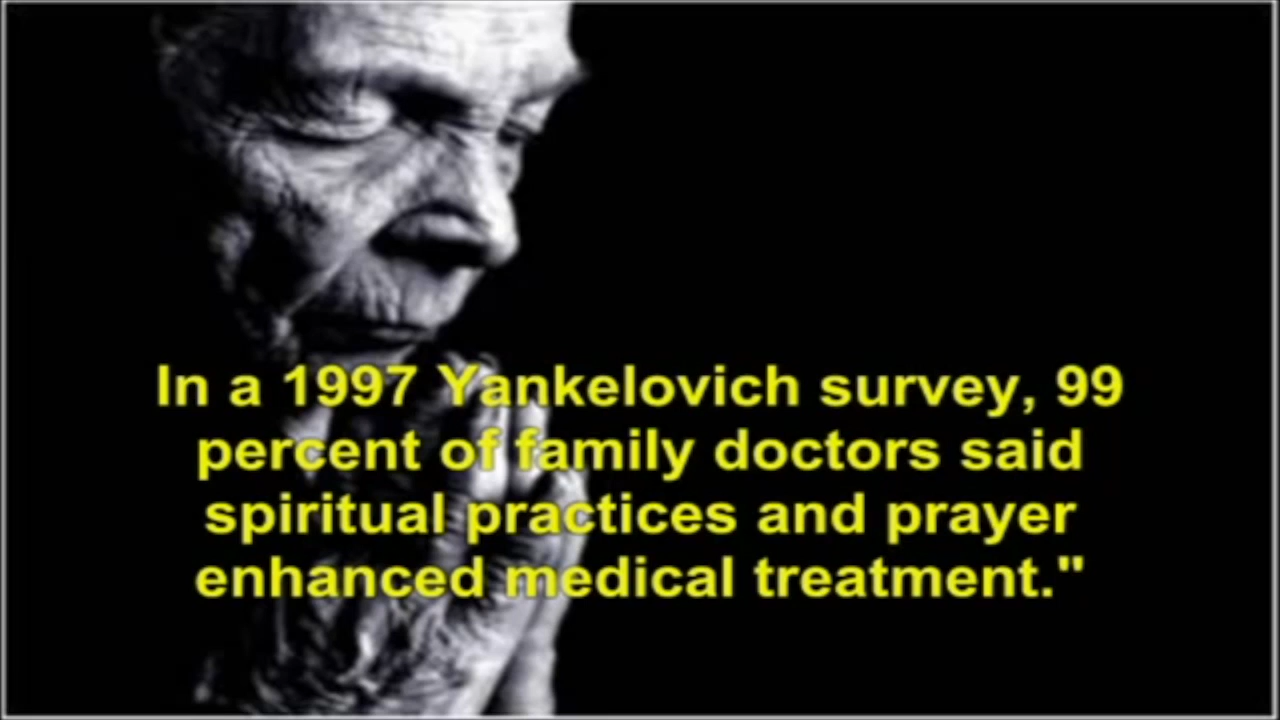 In a 1997 Yankelovich survey, 99
percent of family doctors said
spiritual practices and prayer
enhanced medical treatment."